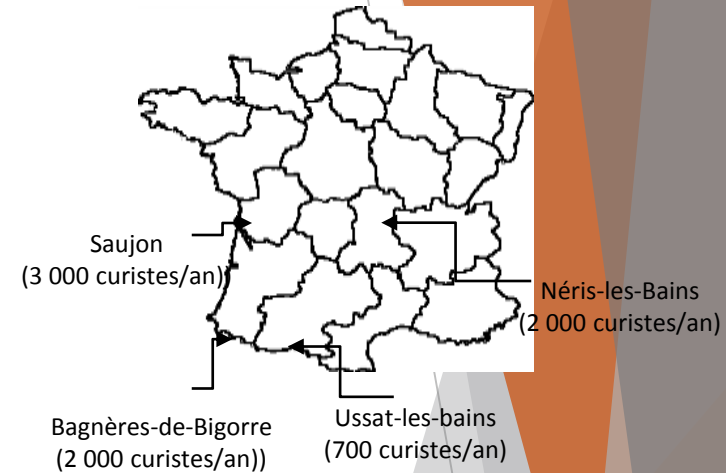 Saujon
(3 000 curistes/an)
Néris-les-Bains
(2 000 curistes/an)
Bagnères-de-Bigorre
(2 000 curistes/an))
Ussat-les-bains
(700 curistes/an)